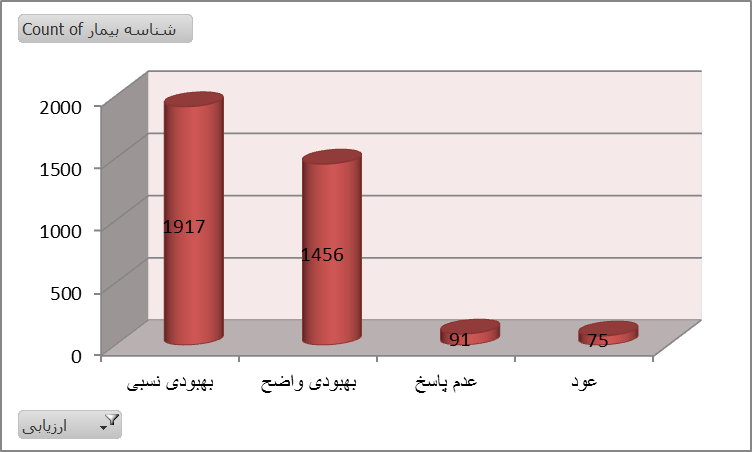 Count of شناسه بیمار
2000
1500
1000
500
0
1917
1456
91
75
بهبودی نسبی
بهبودی واضح
عدم پاسخ
عود
ارزیابی